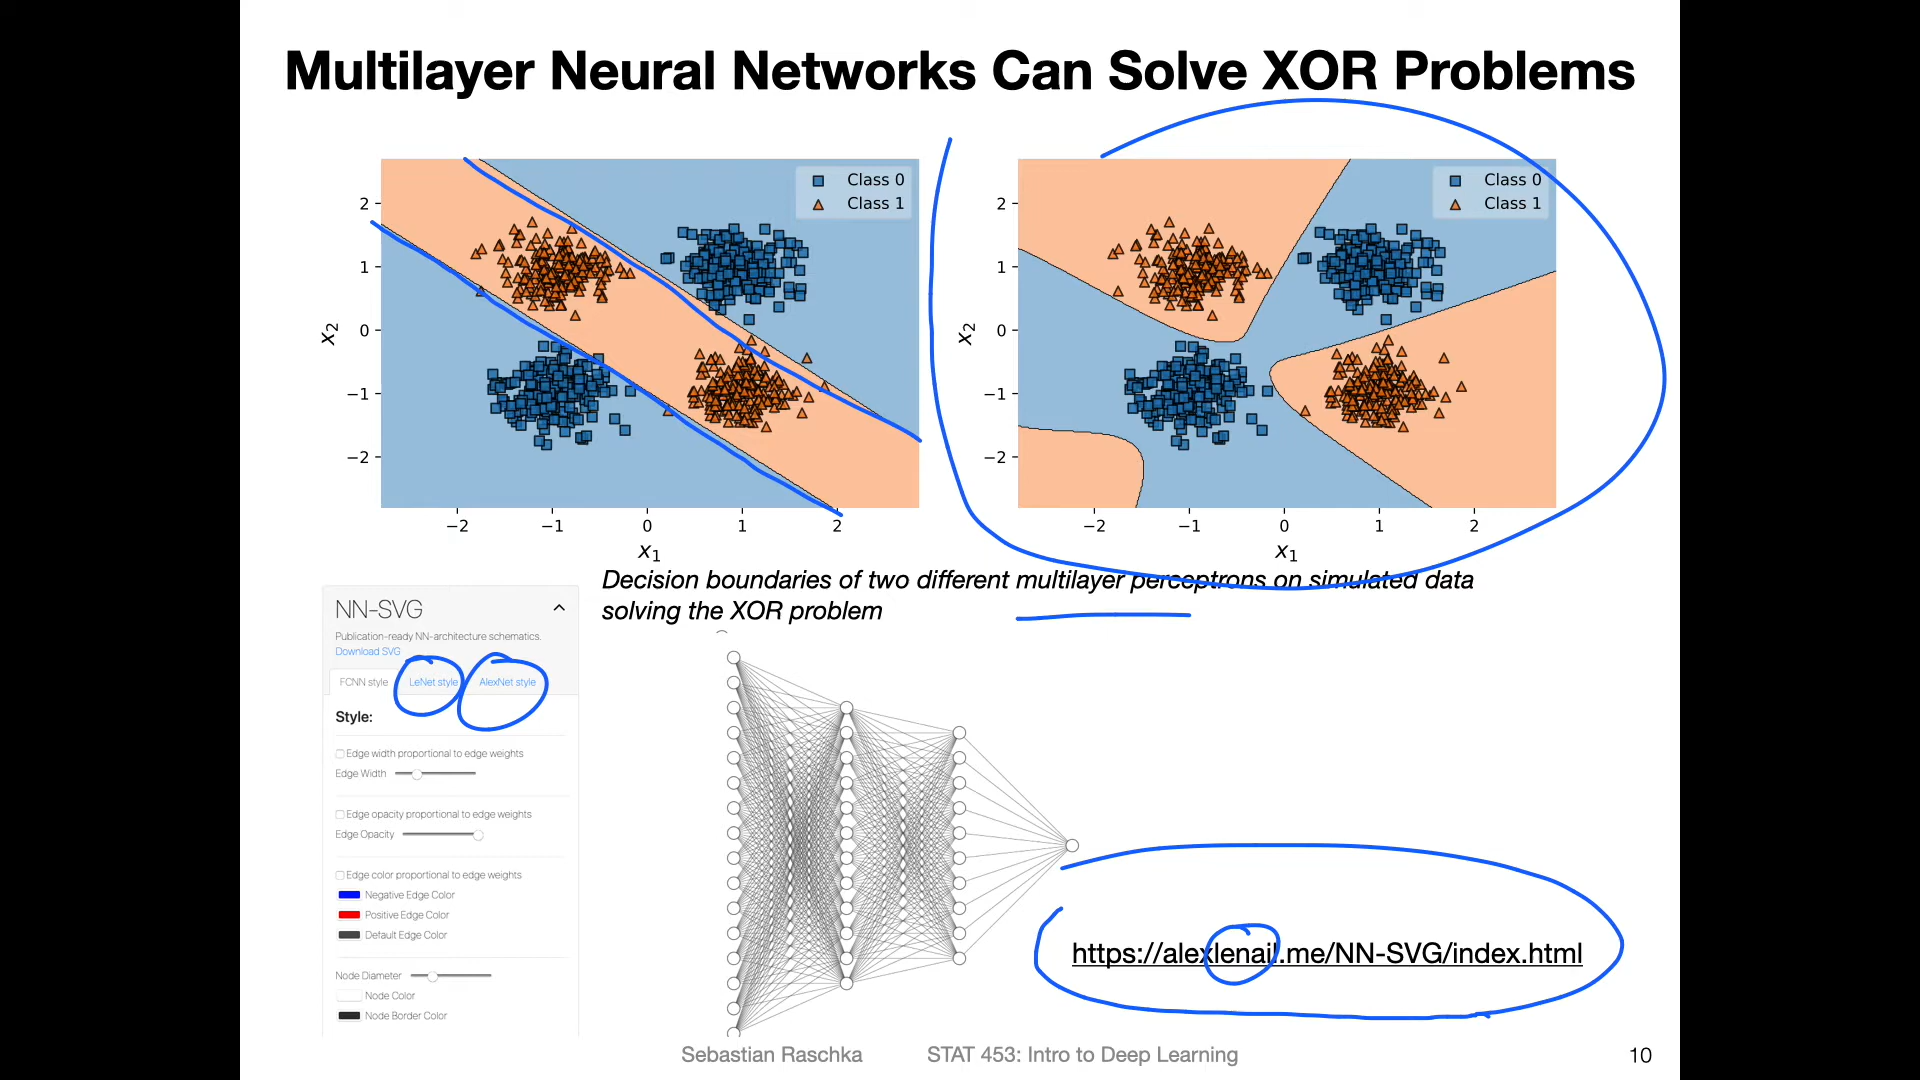 Multilayer Neural Networks Can Solve XOR Problems
Class 0
Class 1
2
1
0
−1
−2
x2
−2
−1
0
1
2
x1
Class 0
Class 1
2
1
0
−1
−2
x2
−2
−1
0
1
2
x1
Decision boundaries of two different multilayer perceptrons on simulated data
solving the XOR problem
NN-SVG
Publication-ready NN-architecture schematics.
Download SVG
FCNN style
LeNet style
AlexNet style
Style:
Edge width proportional to edge weights
Edge Width
Edge opacity proportional to edge weights
Edge Opacity
Edge color proportional to edge weights
Negative Edge Color
Positive Edge Color
Default Edge Color
Node Diameter
Node Color
Node Border Color
https://alexlenail.me/NN-SVG/index.html
Sebastian Raschka
STAT 453: Intro to Deep Learning
10